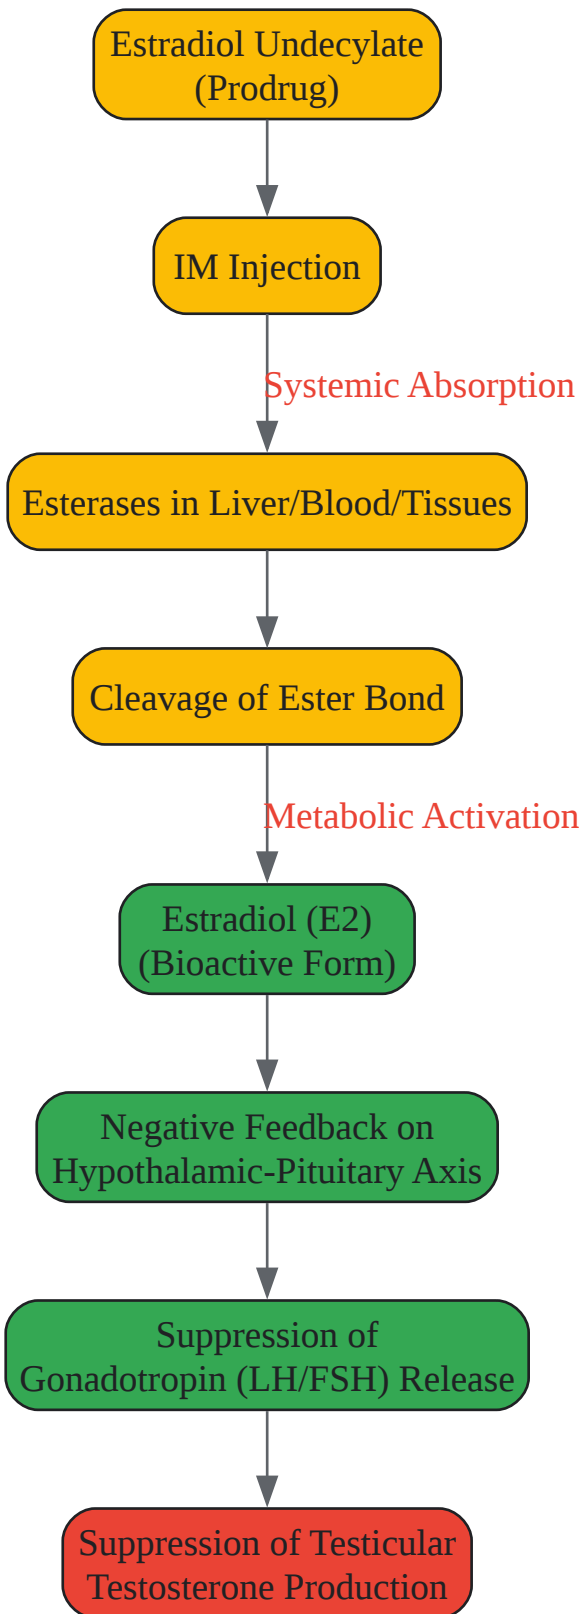 Estradiol Undecylate
(Prodrug)
IM Injection
Systemic Absorption
Esterases in Liver/Blood/Tissues
Cleavage of Ester Bond
Metabolic Activation
Estradiol (E2)
(Bioactive Form)
Negative Feedback on
Hypothalamic-Pituitary Axis
Suppression of
Gonadotropin (LH/FSH) Release
Suppression of Testicular
Testosterone Production